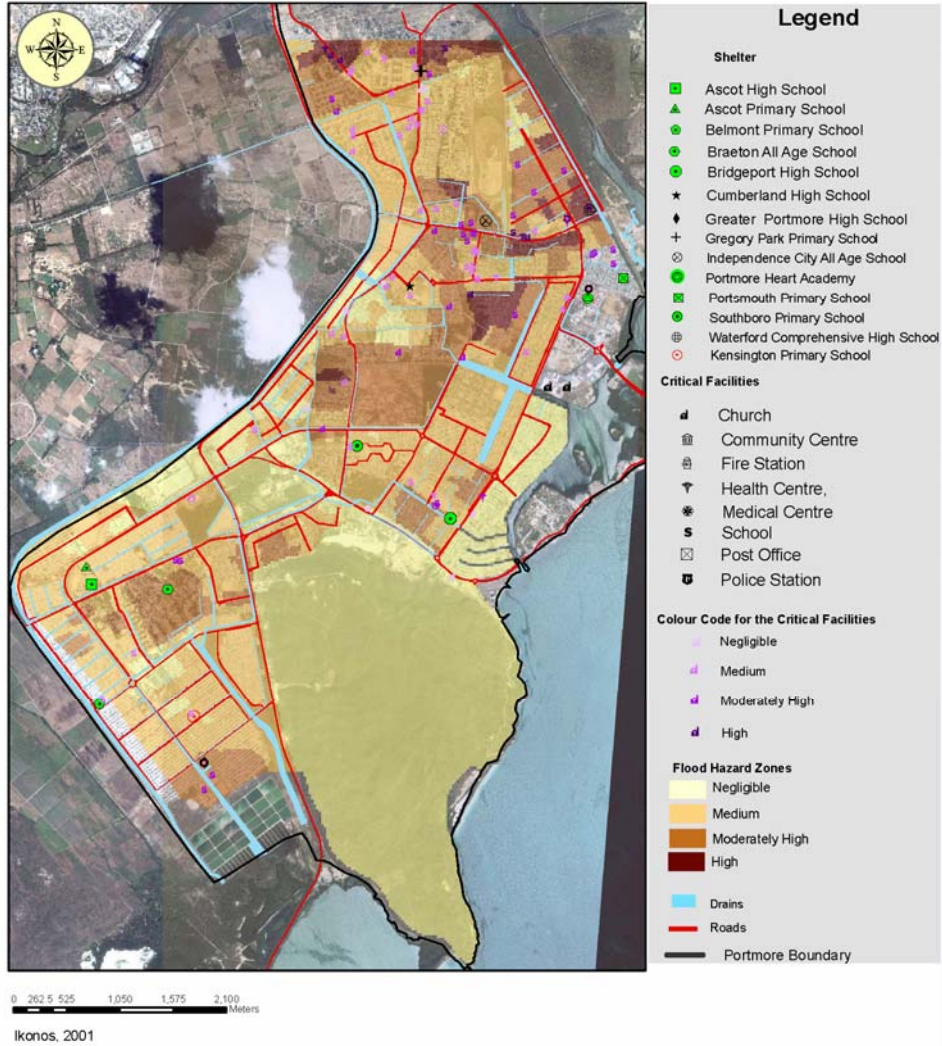 N
W E
S
Legend
Shelter
Ascot High School
Ascot Primary School
Belmont Primary School
Braeton All Age School
Bridgeport High School
Cumberland High School
Greater Portmore High School
Gregory Park Primary School
Independence City All Age School
Portmore Heart Academy
Portsmouth Primary School
Southboro Primary School
Waterford Comprehensive High School
Kensington Primary School
Critical Facilities
Church
Community Centre
Fire Station
Health Centre,
Medical Centre
School
Post Office
Police Station
Colour Code for the Critical Facilities
Negligible
Medium
Moderately High
High
Flood Hazard Zones
Negligible
Medium
Moderately High
High
Drains
Roads
Portmore Boundary
0 262.5 525 1,050 1,575 2,100
Meters
Ikonos, 2001